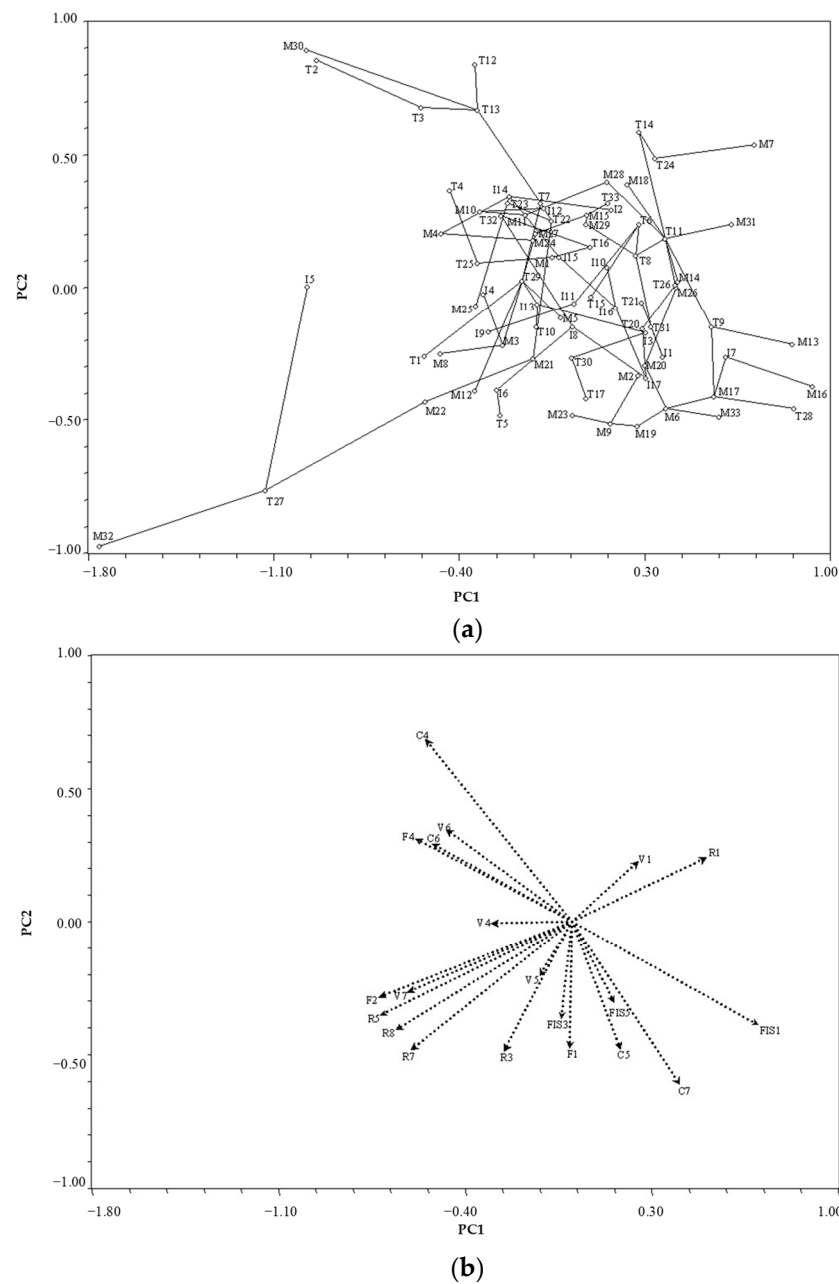 1.00
M30
T2
T12
T3
T13
T14
T24
M7
0.50
M28
M18
T4
I14
T7
T33
M10
T23
I12
M15
I2
T32
M11
T22
M29
T6
T11
M31
M4
M27
M24
T16
T25
M1
I15
I10
T8
PC2
0.00
I5
T29
T26
M14
M26
I4
M25
I13
I11
T15
I16
T21
I9
M5
T20
T31
T9
T1
M3
T10
I8
I3
M13
M8
M21
T30
M20
I1
I7
M2
I17
M12
I6
T17
M17
M16
M22
−0.50
T5
M23
M9
M19
M6
M33
T28
T27
M32
−1.00
−1.80
−1.10
−0.40
0.30
1.00
PC1
(a)
1.00
C4
0.50
V6
F4
C6
V1
R1
PC2
0.00
V4
F2
V7
V5
R5
FIS3
FIS5
R8
FIS1
R7
R3
F1
C5
−0.50
C7
−1.00
−1.80
−1.10
−0.40
0.30
1.00
PC1
(b)